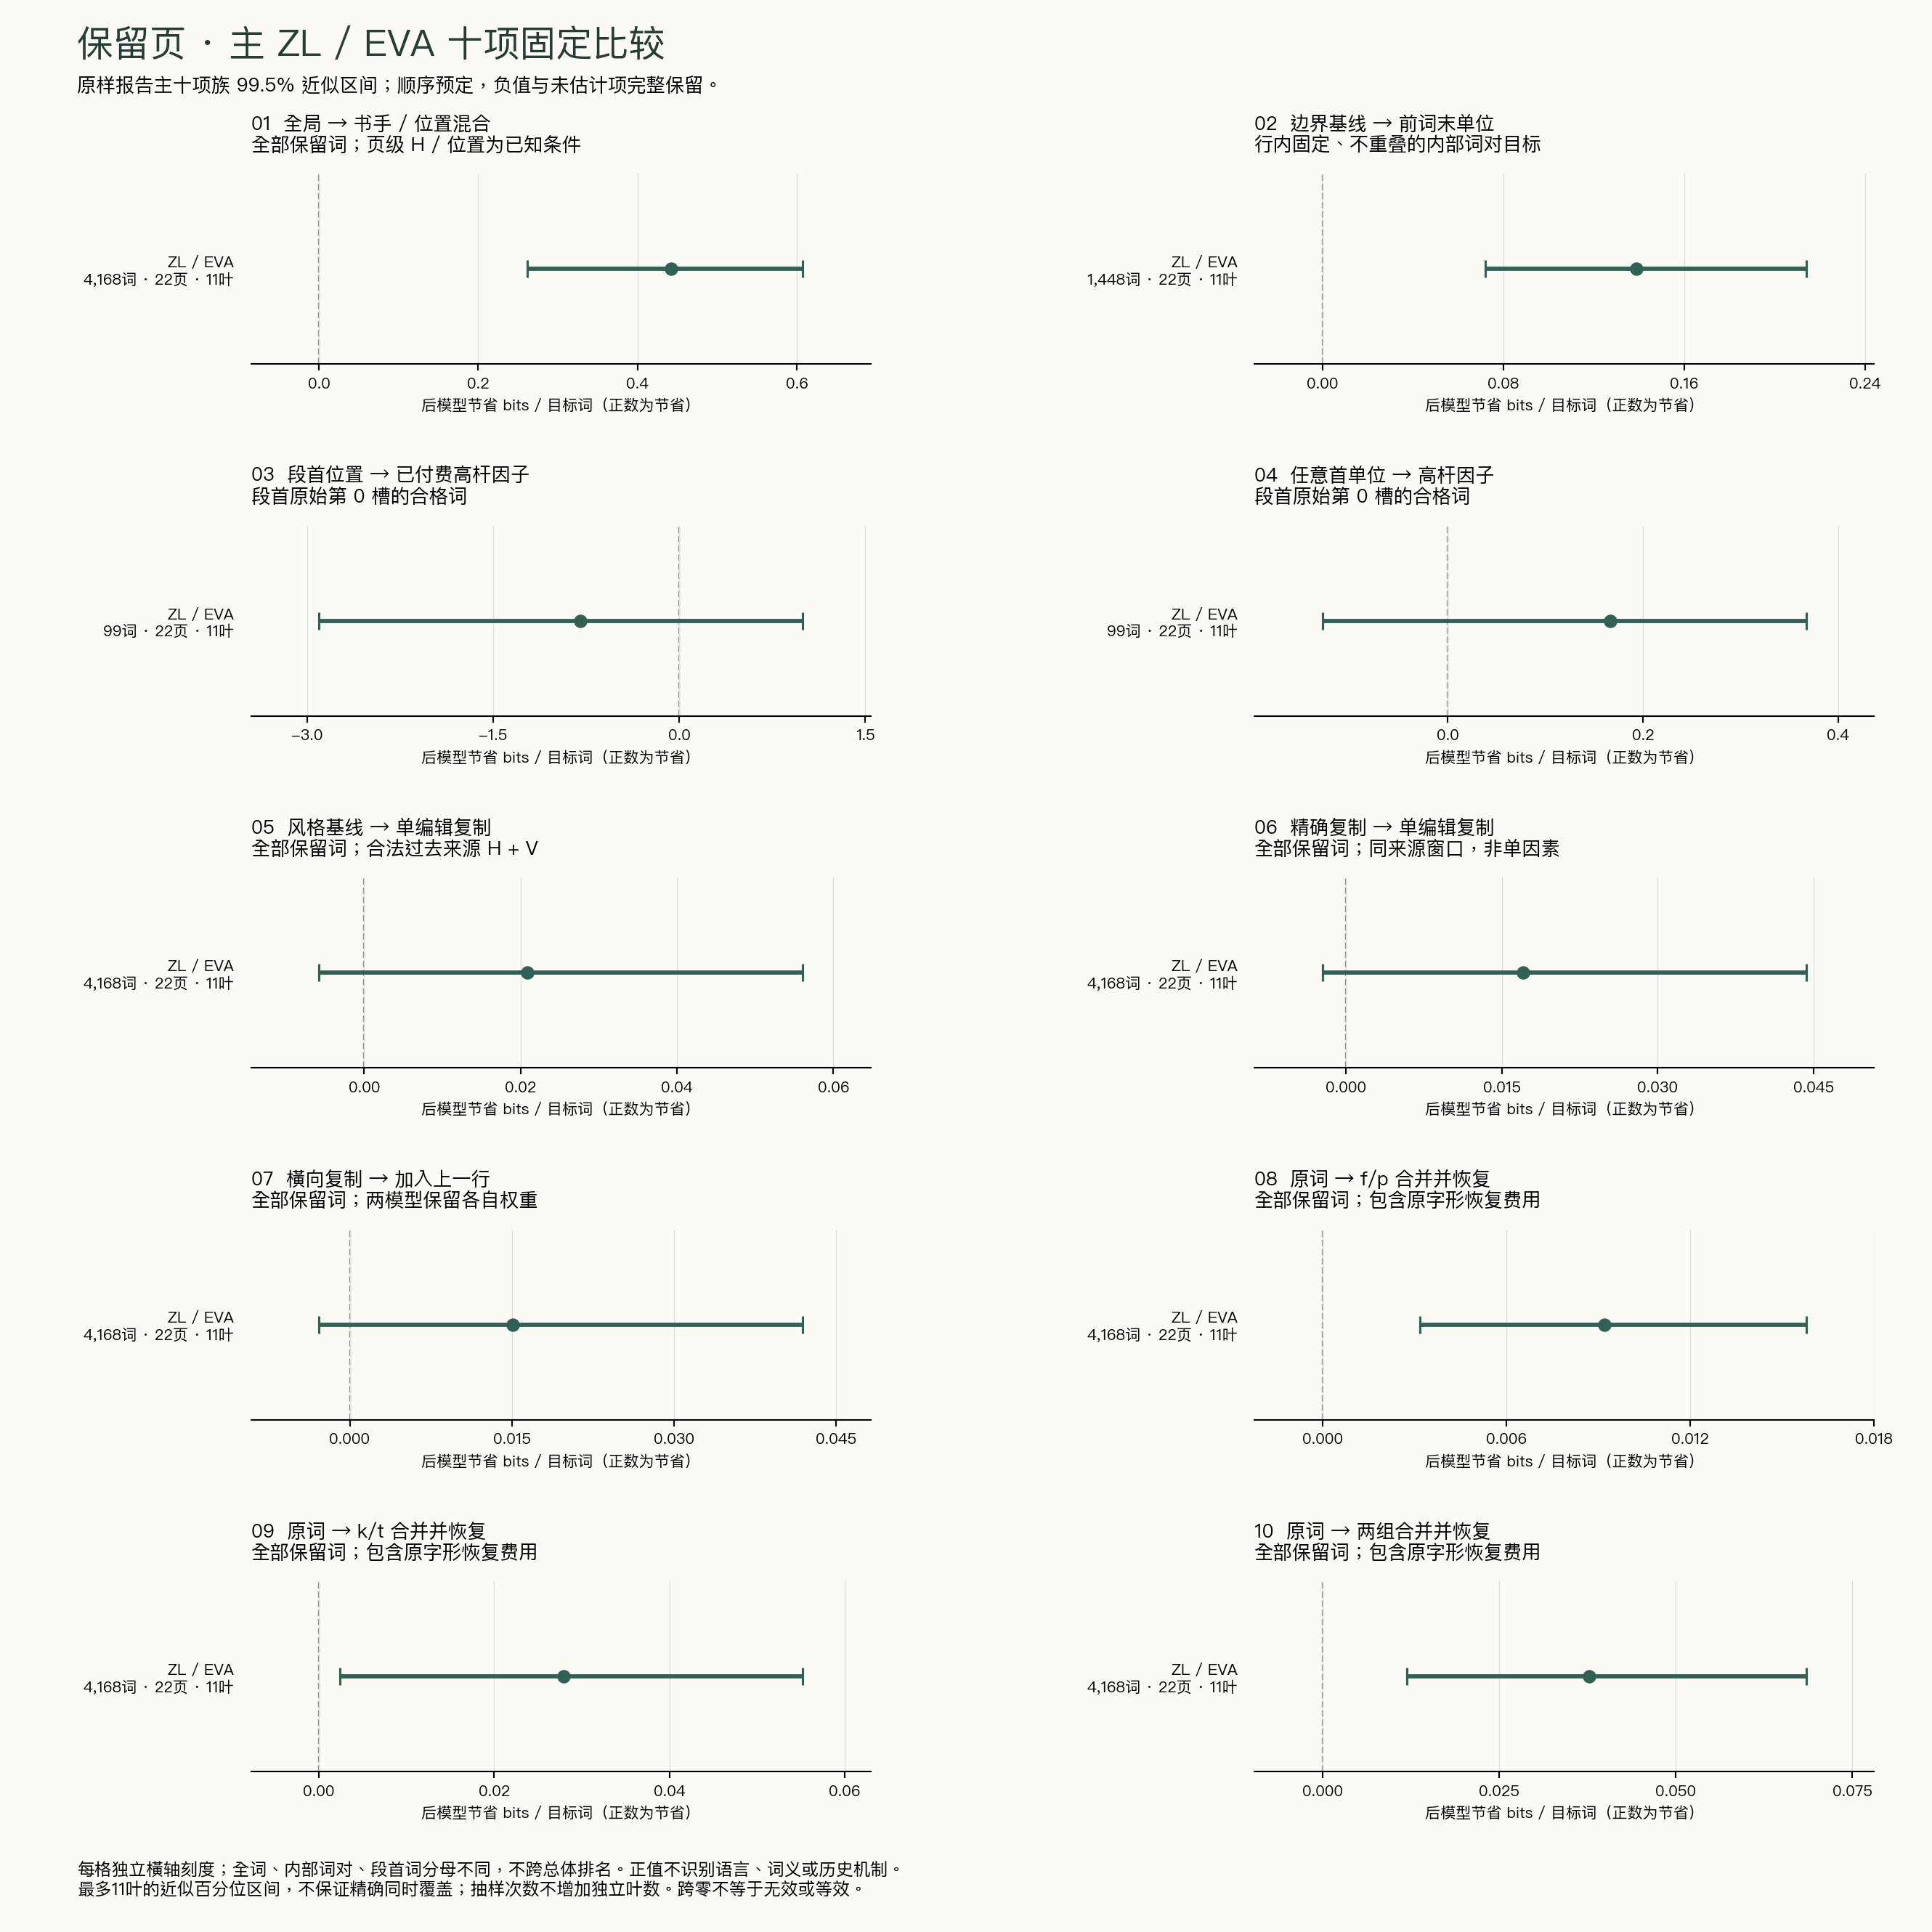 保留页 · 主 ZL / EVA 十项固定比较
原样报告主十项族 99.5% 近似区间；顺序预定，负值与未估计项完整保留。
01 全局 → 书手 / 位置混合
全部保留词；页级 H / 位置为已知条件
ZL / EVA
4,168词 · 22页 · 11叶
0.0 0.2 0.4 0.6
后模型节省 bits / 目标词（正数为节省）
02 边界基线 → 前词末单位
行内固定、不重叠的内部词对目标
ZL / EVA
1,448词 · 22页 · 11叶
0.00 0.08 0.16 0.24
后模型节省 bits / 目标词（正数为节省）
03 段首位置 → 已付费高杆因子
段首原始第 0 槽的合格词
ZL / EVA
99词 · 22页 · 11叶
−3.0 −1.5 0.0 1.5
后模型节省 bits / 目标词（正数为节省）
04 任意首单位 → 高杆因子
段首原始第 0 槽的合格词
ZL / EVA
99词 · 22页 · 11叶
0.0 0.2 0.4
后模型节省 bits / 目标词（正数为节省）
05 风格基线 → 单编辑复制
全部保留词；合法过去来源 H + V
ZL / EVA
4,168词 · 22页 · 11叶
0.00 0.02 0.04 0.06
后模型节省 bits / 目标词（正数为节省）
06 精确复制 → 单编辑复制
全部保留词；同来源窗口，非单因素
ZL / EVA
4,168词 · 22页 · 11叶
0.000 0.015 0.030 0.045
后模型节省 bits / 目标词（正数为节省）
07 横向复制 → 加入上一行
全部保留词；两模型保留各自权重
ZL / EVA
4,168词 · 22页 · 11叶
0.000 0.015 0.030 0.045
后模型节省 bits / 目标词（正数为节省）
08 原词 → f/p 合并并恢复
全部保留词；包含原字形恢复费用
ZL / EVA
4,168词 · 22页 · 11叶
0.000 0.006 0.012 0.018
后模型节省 bits / 目标词（正数为节省）
09 原词 → k/t 合并并恢复
全部保留词；包含原字形恢复费用
ZL / EVA
4,168词 · 22页 · 11叶
0.00 0.02 0.04 0.06
后模型节省 bits / 目标词（正数为节省）
10 原词 → 两组合并并恢复
全部保留词；包含原字形恢复费用
ZL / EVA
4,168词 · 22页 · 11叶
0.000 0.025 0.050 0.075
后模型节省 bits / 目标词（正数为节省）
每格独立横轴刻度；全词、内部词对、段首词分母不同，不跨总体排名。正值不识别语言、词义或历史机制。
最多11叶的近似百分位区间，不保证精确同时覆盖；抽样次数不增加独立叶数。跨零不等于无效或等效。